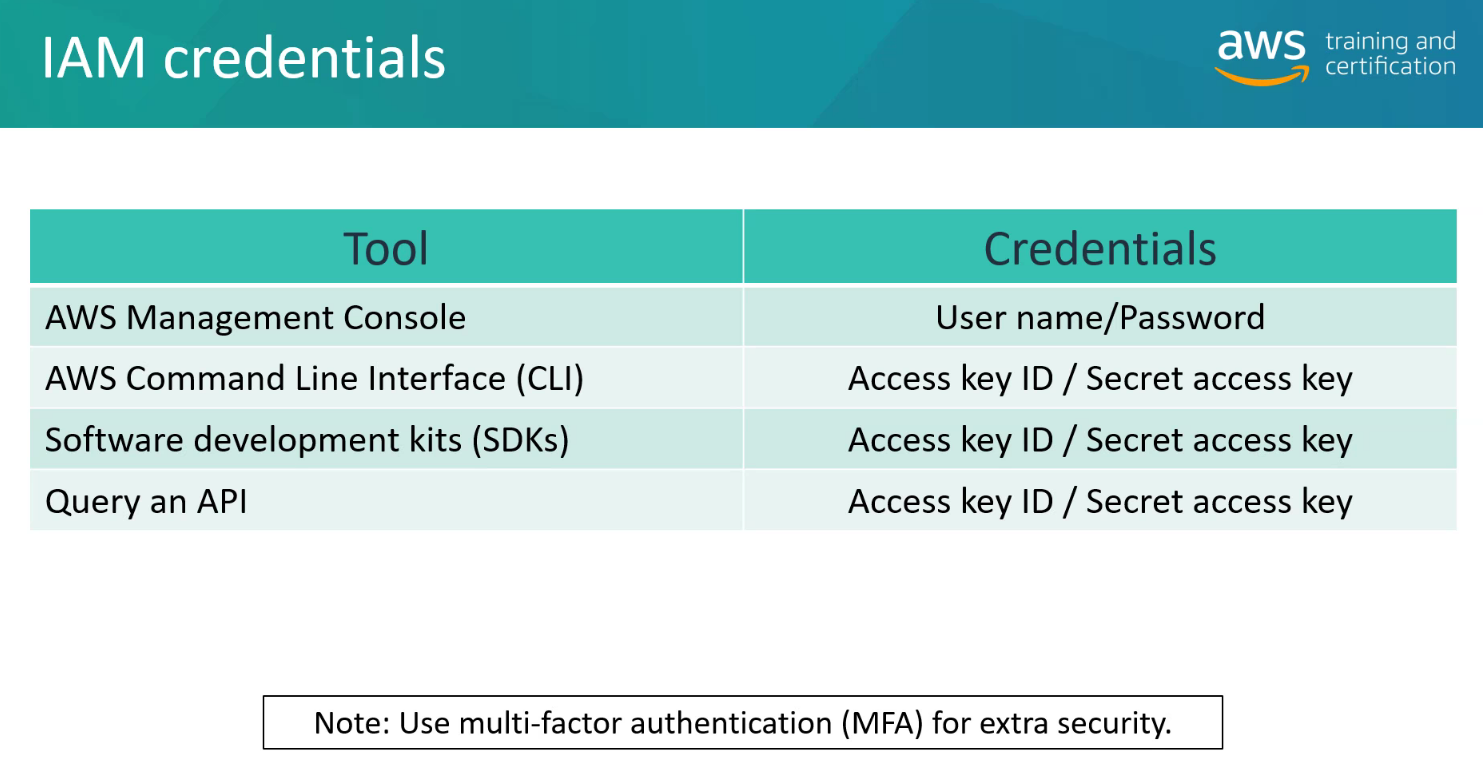 IAM credentials
aws training and
certification
Tool Credentials
AWS Management Console User name/Password
AWS Command Line Interface (CLI) Access key ID / Secret access key
Software development kits (SDKs) Access key ID / Secret access key
Query an API Access key ID / Secret access key
Note: Use multi-factor authentication (MFA) for extra security.